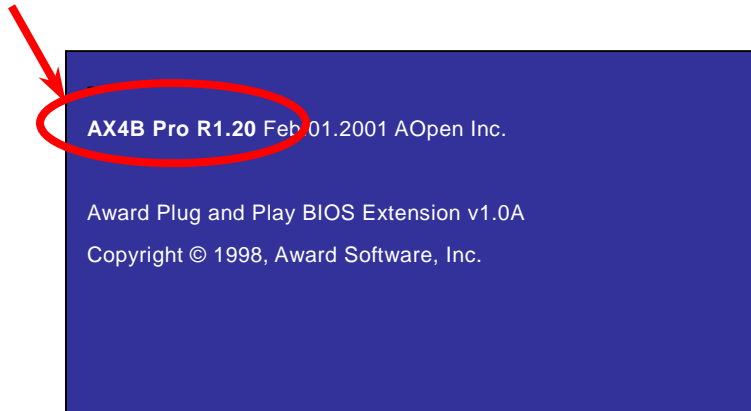 AX4B Pro R1.20 Feb.01.2001 AOpen Inc.
Award Plug and Play BIOS Extension v1.0A
Copyright © 1998, Award Software, Inc.